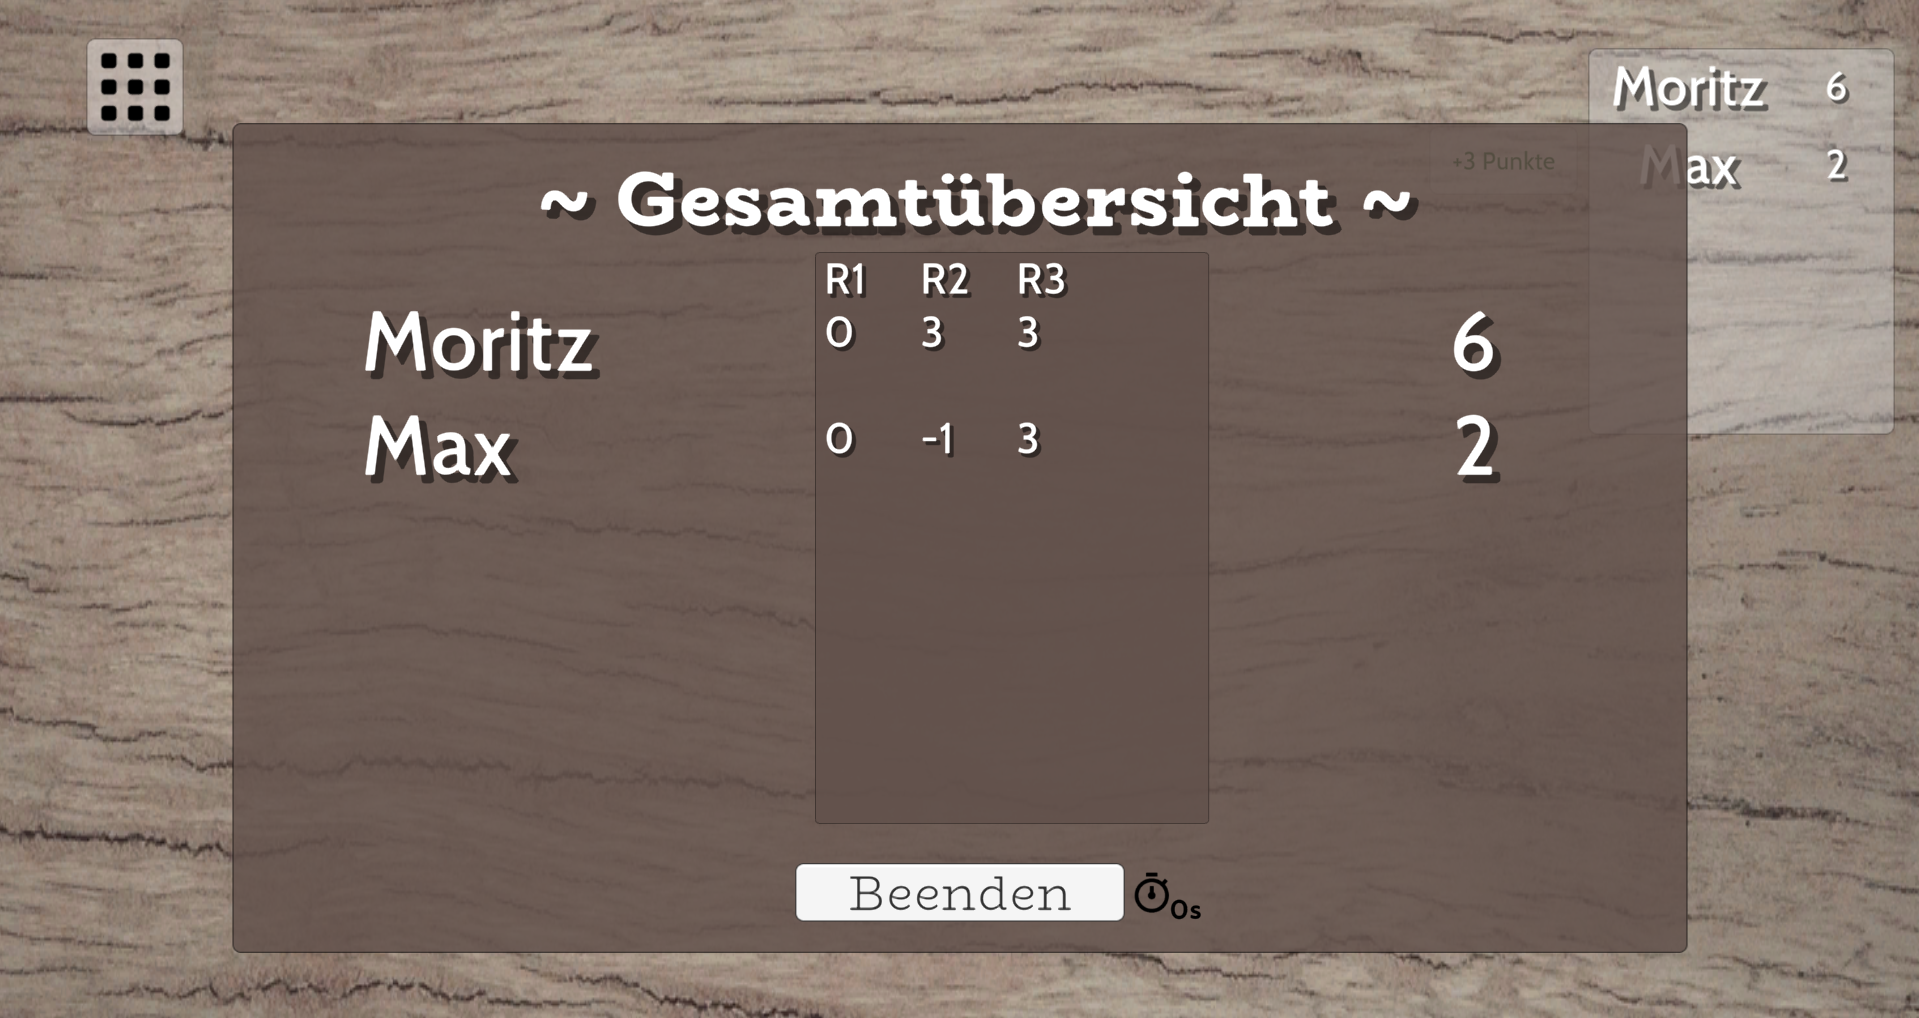 Moritz 6
+3 Punkte
Max 2
~ Gesamtübersicht ~
R1 R2 R3
Moritz 0 3 3 6
Max 0 -1 3 2
Beenden 0s